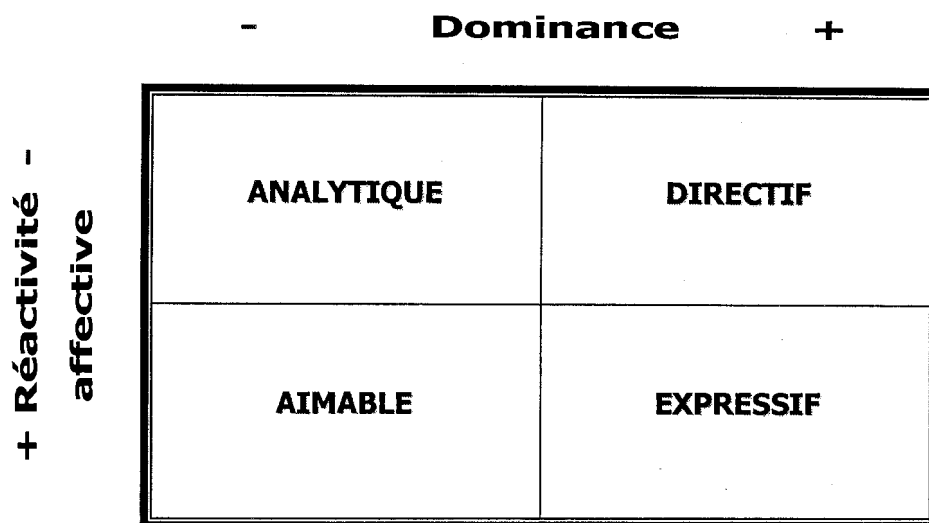 - Dominance +
+ Réactivité -
affective
ANALYTIQUE DIRECTIF
AIMABLE EXPRESSIF